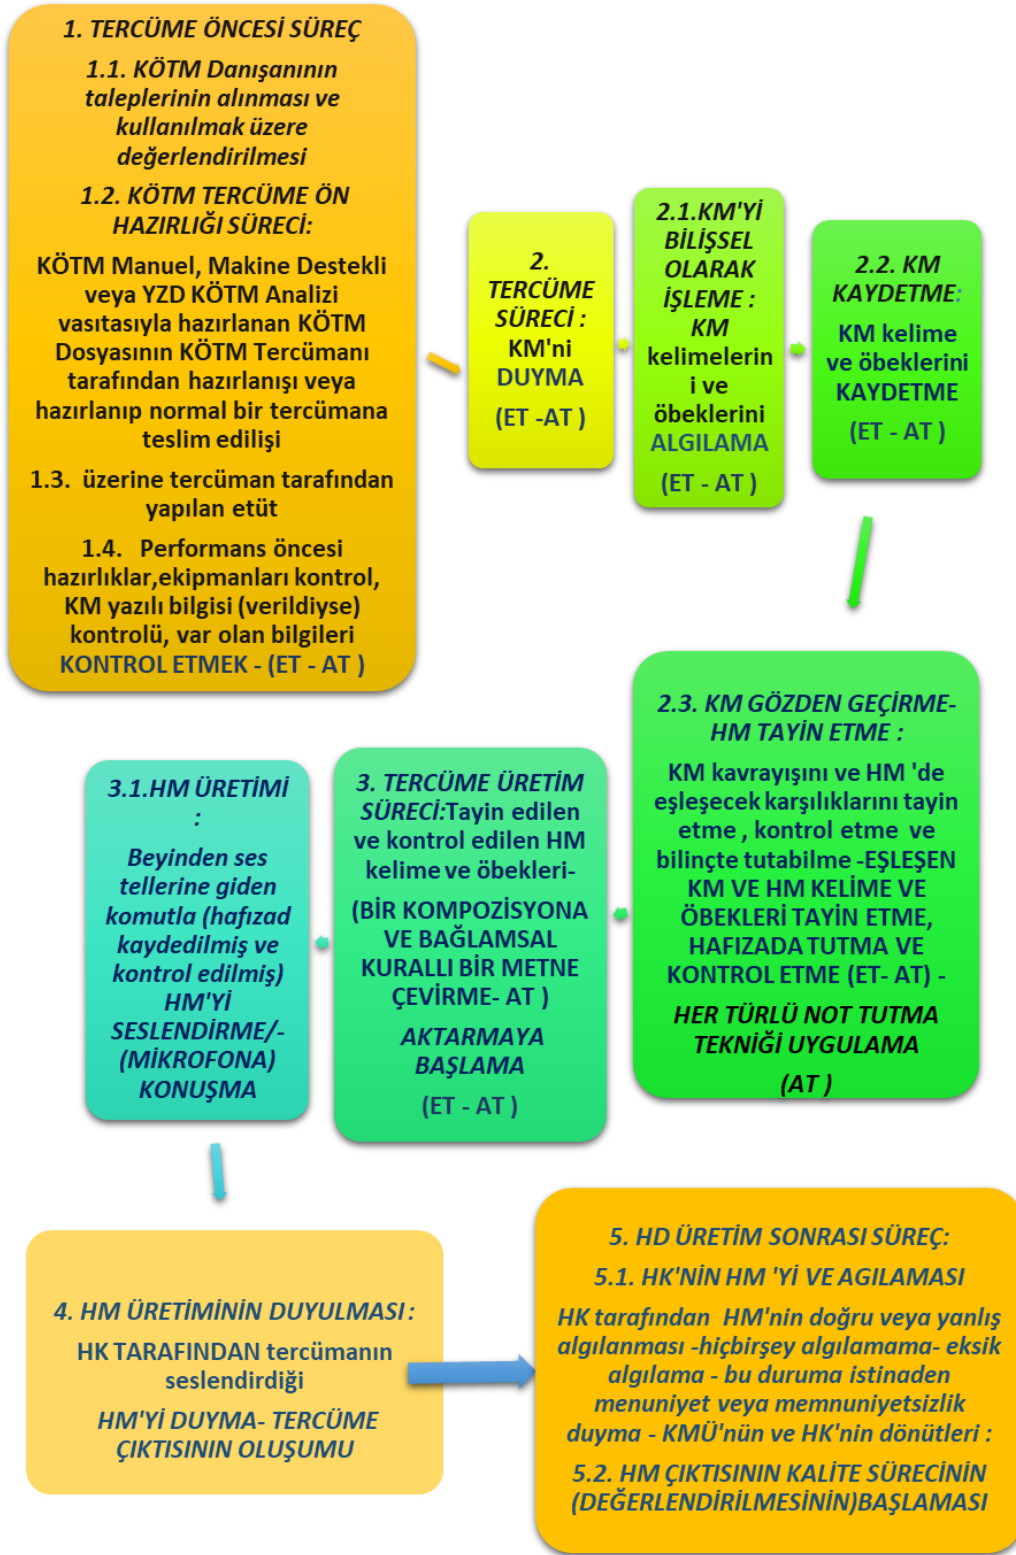 1. TERCÜME ÖNCESİ SÜREÇ
1.1. KÖTM Danışanının
taleplerinin alınması ve
kullanılmak üzere
değerlendirilmesi
1.2. KÖTM TERCÜME ÖN
HAZIRLIĞI SÜRECİ:
KÖTM Manuel, Makine Destekli
veya YZD KÖTM Analizi
vasıtasıyla hazırlanan KÖTM
Dosyasının KÖTM Tercümanı
tarafından hazırlanışı veya
hazırlanıp normal bir tercümana
teslim edilişi
1.3. üzerine tercüman tarafından
yapılan etüt
1.4. Performans öncesi
hazırlıklar,ekipmanları kontrol,
KM yazılı bilgisi (verildiyse)
kontrolü, var olan bilgileri
KONTROL ETMEK - (ET - AT )
2.
TERCÜME
SÜRECİ :
KM'ni
DUYMA
(ET -AT )
2.1.KM'Yİ
BİLİŞSEL
OLARAK
İŞLEME :
KM
kelimelerin
i ve
öbeklerini
ALGILAMA
(ET - AT )
2.2. KM
KAYDETME:
KM kelime
ve öbeklerini
KAYDETME
(ET - AT )
2.3. KM GÖZDEN GEÇİRME-
HM TAYİN ETME :
KM kavrayışını ve HM 'de
eşleşecek karşılıklarını tayin
etme , kontrol etme ve
bilinçte tutabilme -EŞLEŞEN
KM VE HM KELİME VE
ÖBEKLERİ TAYİN ETME,
HAFIZADA TUTMA VE
KONTROL ETME (ET- AT) -
HER TÜRLÜ NOT TUTMA
TEKNİĞİ UYGULAMA
(AT )
3. TERCÜME ÜRETİM
SÜRECİ:Tayin edilen
ve kontrol edilen HM
kelime ve öbekleri-
(BİR KOMPOZİSYONA
VE BAĞLAMSAL
KURALLI BİR METNE
ÇEVİRME- AT )
AKTARMAYA
BAŞLAMA
(ET - AT )
3.1.HM ÜRETİMİ
:
Beyinden ses
tellerine giden
komutla (hafızad
kaydedilmiş ve
kontrol edilmiş)
HM'Yİ
SESLENDİRME/-
(MİKROFONA)
KONUŞMA
4. HM ÜRETİMİNİN DUYULMASI :
HK TARAFINDAN tercümanın
seslendirdiği
HM'Yİ DUYMA- TERCÜME
ÇIKTISININ OLUŞUMU
5. HD ÜRETİM SONRASI SÜREÇ:
5.1. HK'NİN HM 'Yİ VE AGILAMASI
HK tarafından HM'nin doğru veya yanlış
algılanması -hiçbirşey algılamama- eksik
algılama - bu duruma istinaden
menuniyet veya memnuniyetsizlik
duyma - KMÜ'nün ve HK'nin dönütleri :
5.2. HM ÇIKTISININ KALİTE SÜRECİNİN
(DEĞERLENDİRİLMESİNİN)BAŞLAMASI